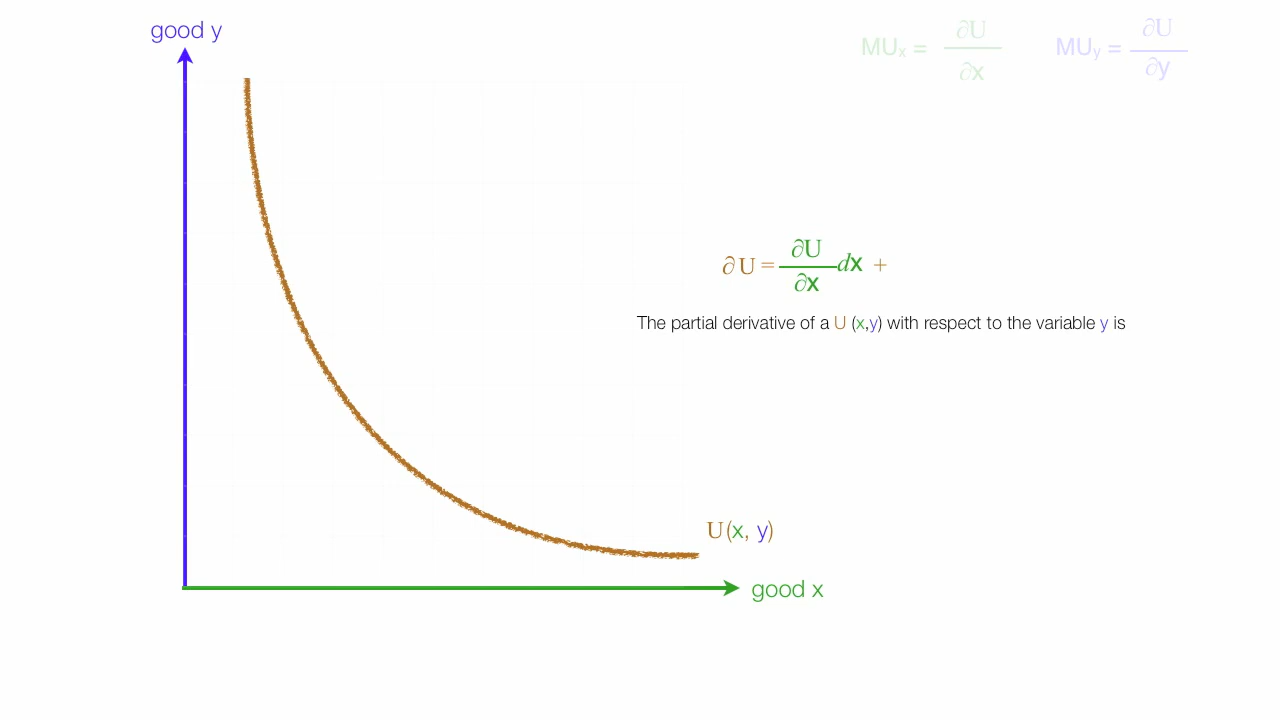 good y
MUx = ∂U/∂x
MUy = ∂U/∂y
∂U = ∂U/∂x dx +
The partial derivative of a U (x,y) with respect to the variable y is
U(x, y)
good x